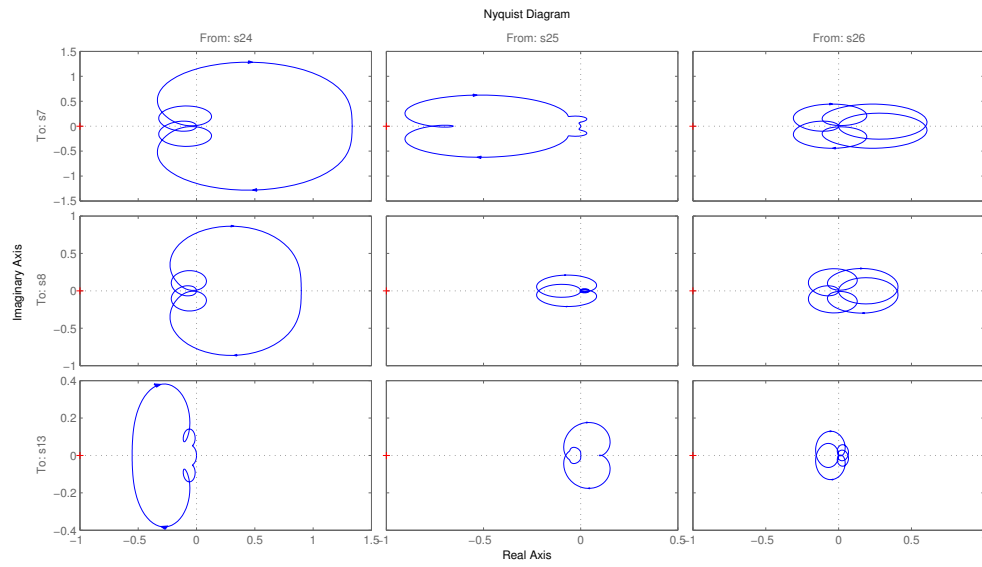 Nyquist Diagram
From: s24 From: s25 From: s26
Imaginary Axis
To: s7
1.5
1
0.5
0
−0.5
−1
−1.5
To: s8
1
0.5
0
−0.5
−1
To: s13
0.4
0.2
0
−0.2
−0.4
−1 −0.5 0 0.5 1 1.5 −1 −0.5 0 0.5 −1 −0.5 0 0.5
Real Axis